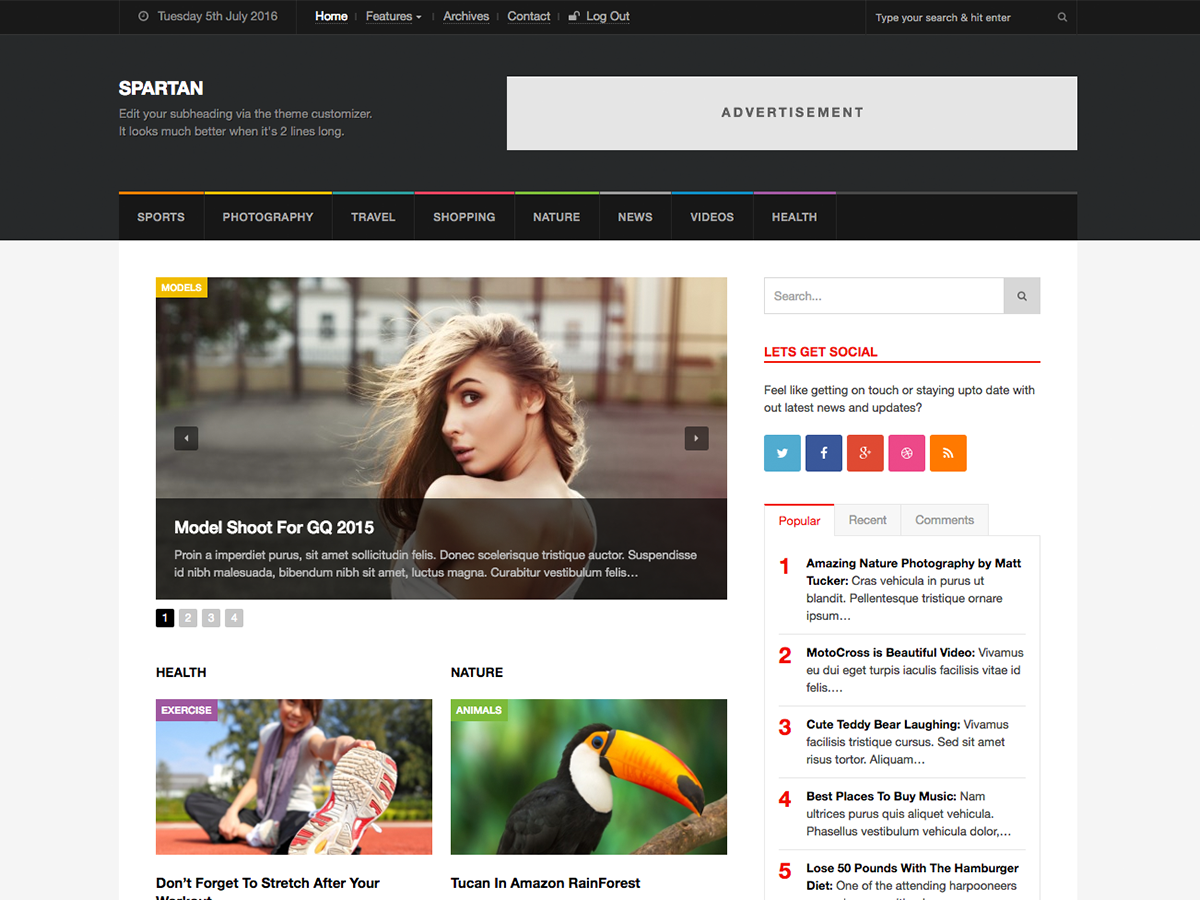 Tuesday 5th July 2016
Home
Features
Archives
Contact
Log Out
Type your search & hit enter
SPARTAN
Edit your subheading via the theme customizer.
It looks much better when it's 2 lines long.
ADVERTISEMENT
SPORTS
PHOTOGRAPHY
TRAVEL
SHOPPING
NATURE
NEWS
VIDEOS
HEALTH
MODELS
Model Shoot For GQ 2015
Proin a imperdiet purus, sit amet sollicitudin felis. Donec scelerisque tristique auctor. Suspendisse
id nibh malesuada, bibendum nibh sit amet, luctus magna. Curabitur vestibulum felis…
1 2 3 4
HEALTH
EXERCISE
Don't Forget To Stretch After Your
Workout
NATURE
ANIMALS
Tucan In Amazon RainForest
Search...
LETS GET SOCIAL
Feel like getting on touch or staying upto date with
out latest news and updates?
Popular
Recent
Comments
1
Amazing Nature Photography by Matt
Tucker: Cras vehicula in purus ut
blandit. Pellentesque tristique ornare
ipsum…
2
MotoCross is Beautiful Video: Vivamus
eu dui eget turpis iaculis facilisis vitae id
felis.…
3
Cute Teddy Bear Laughing: Vivamus
facilisis tristique cursus. Sed sit amet
risus tortor. Aliquam…
4
Best Places To Buy Music: Nam
ultrices purus quis aliquet vehicula.
Phasellus vestibulum vehicula dolor,…
5
Lose 50 Pounds With The Hamburger
Diet: One of the attending harpooneers